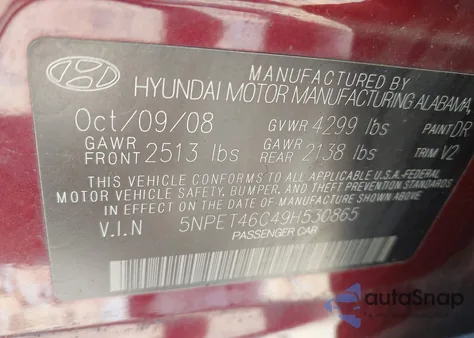 MANUFACTURED BY
HYUNDAI MOTOR MANUFACTURING ALABAMA,
Oct/09/08 GVWR 4299 lbs PAINT DR
GAWR FRONT 2513 lbs GAWR REAR 2138 lbs TRIM V2
THIS VEHICLE CONFORMS TO ALL APPLICABLE U.S.A-FEDERAL
MOTOR VEHICLE SAFETY, BUMPER, AND THEFT PREVENTION STANDARDS
IN EFFECT ON THE DATE OF MANUFACTURE SHOWN ABOVE.
V.I.N 5NPET46C49H530865
PASSENGER CAR
autoSnap